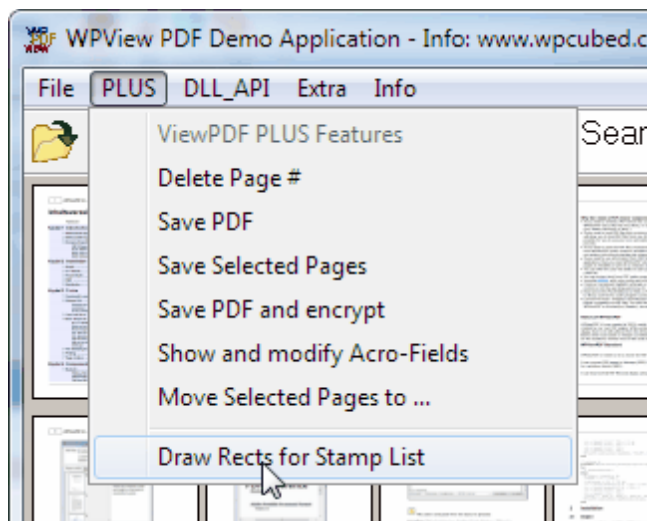 WPView PDF Demo Application - Info: www.wpcubed.c
File PLUS DLL_API Extra Info
Sear
ViewPDF PLUS Features
Delete Page #
Save PDF
Save Selected Pages
Save PDF and encrypt
Show and modify Acro-Fields
Move Selected Pages to ...
Draw Rects for Stamp List